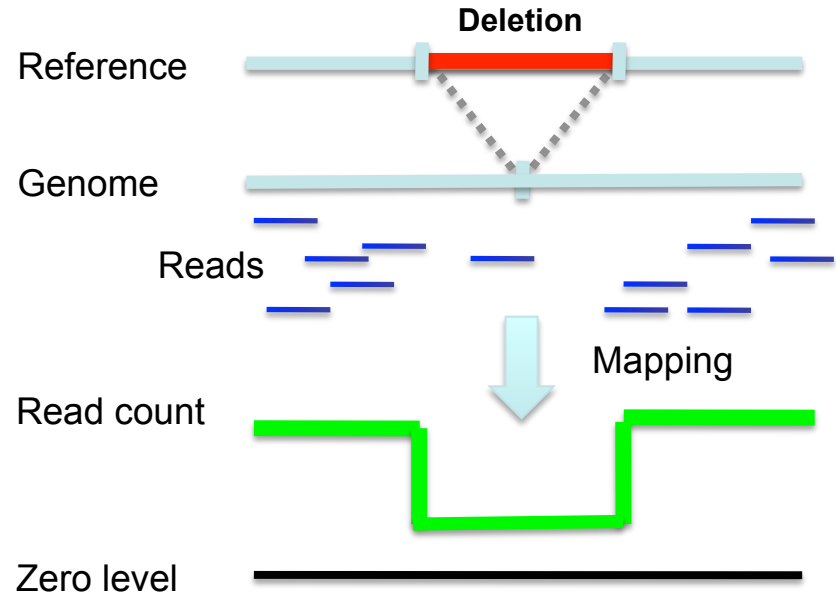 Deletion
Reference
Genome
Reads
Mapping
Read count
Zero level